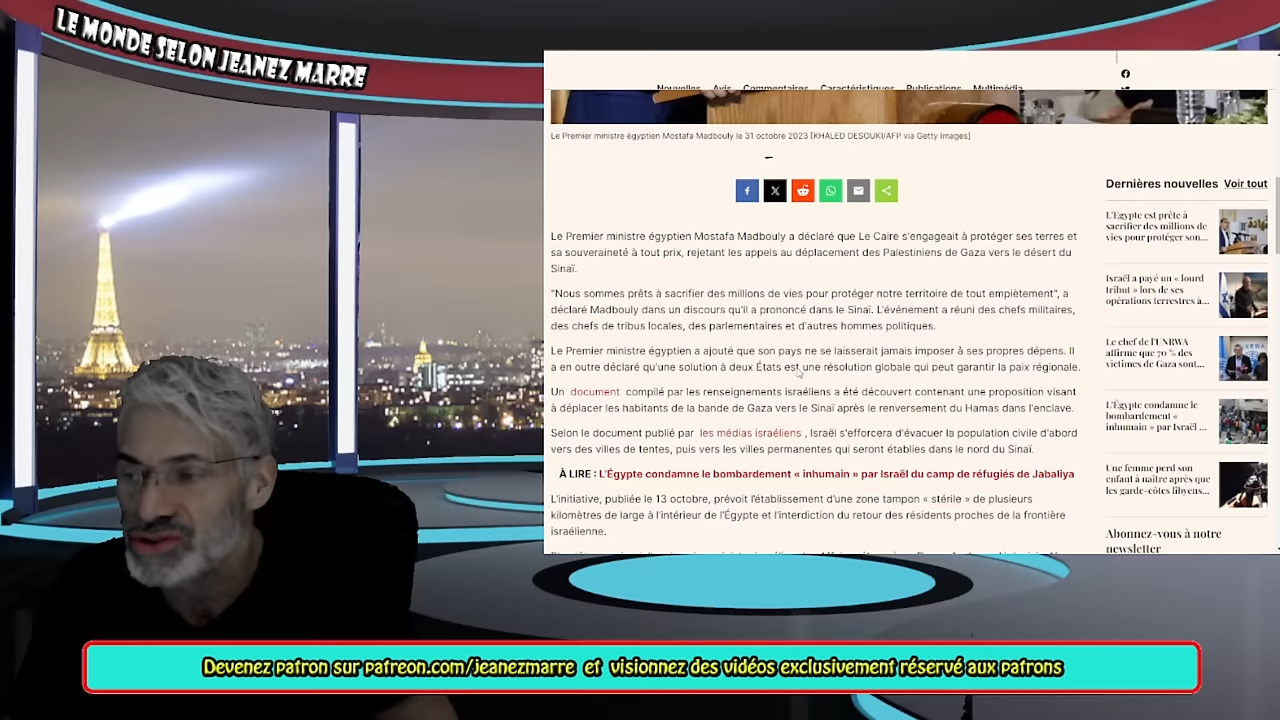 LE MONDE SELON JEANEZ MARRE
Nouvelles Avis Commentaires Caractéristiques Publications Multimédia
Le Premier ministre égyptien Mostafa Madbouly le 31 octobre 2023 [KHALED DESOUKI/AFP via Getty Images]
Le Premier ministre égyptien Mostafa Madbouly a déclaré que Le Caire s'engageait à protéger ses terres et
sa souveraineté à tout prix, rejetant les appels au déplacement des Palestiniens de Gaza vers le désert du
Sinaï.
"Nous sommes prêts à sacrifier des millions de vies pour protéger notre territoire de tout empiètement", a
déclaré Madbouly dans un discours qu'il a prononcé dans le Sinaï. L'événement a réuni des chefs militaires,
des chefs de tribus locales, des parlementaires et d'autres hommes politiques.
Le Premier ministre égyptien a ajouté que son pays ne se laisserait jamais imposer à ses propres dépens. Il
a en outre déclaré qu'une solution à deux États est une résolution globale qui peut garantir la paix régionale.
Un document compilé par les renseignements israéliens a été découvert contenant une proposition visant
à déplacer les habitants de la bande de Gaza vers le Sinaï après le renversement du Hamas dans l'enclave.
Selon le document publié par les médias israéliens , Israël s'efforcera d'évacuer la population civile d'abord
vers des villes de tentes, puis vers les villes permanentes qui seront établies dans le nord du Sinaï.
À LIRE : L'Égypte condamne le bombardement « inhumain » par Israël du camp de réfugiés de Jabaliya
L'initiative, publiée le 13 octobre, prévoit l'établissement d'une zone tampon « stérile » de plusieurs
kilomètres de large à l'intérieur de l'Égypte et l'interdiction du retour des résidents proches de la frontière
israélienne.
Dernières nouvelles Voir tout
L'Egypte est prête à
sacrifier des millions de
vies pour protéger son...
Israël a payé un « lourd
tribut » lors de ses
opérations terrestres à...
Le chef de l'UNRWA
affirme que 70 % des
victimes de Gaza sont...
L'Égypte condamne le
bombardement «
inhumain » par Israël ...
Une femme perd son
enfant à naître après que
les garde-côtes libyens...
Abonnez-vous à notre
newsletter
Devenez patron sur patreon.com/jeanezmarre et visionnez des vidéos exclusivement réservé aux patrons